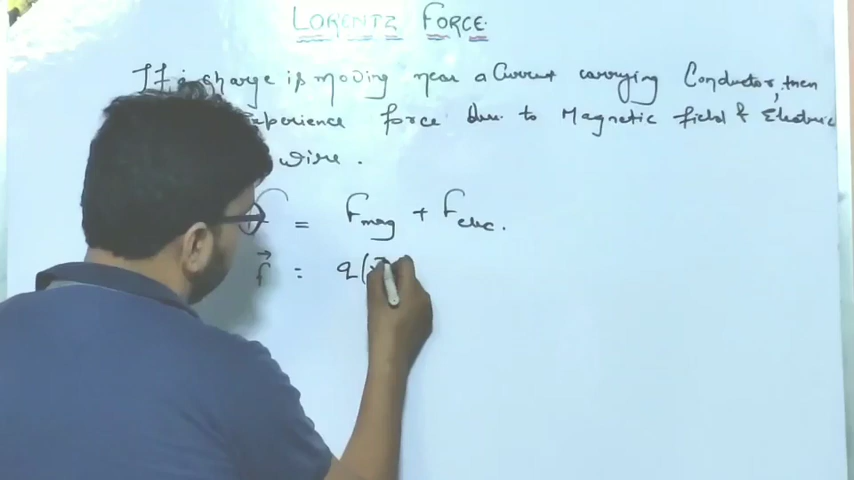 LORENTZ FORCE.
If a charge is moving near a Current carrying Conductor, then
experience force due to Magnetic field & Electric
wire.
F = Fmag + Felec.
f⃗ = q(v⃗